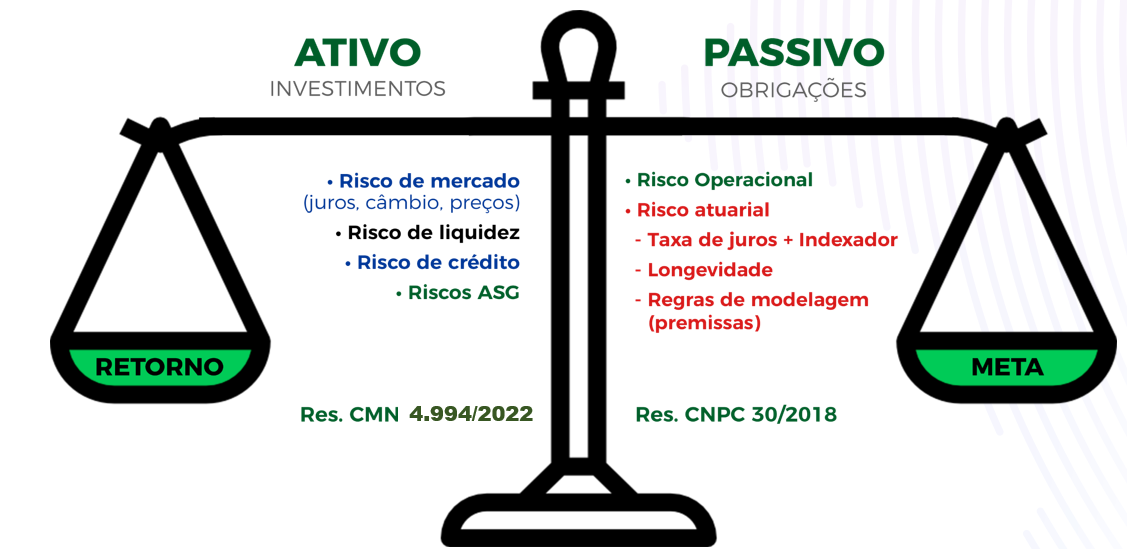 ATIVO
INVESTIMENTOS
• Risco de mercado
(juros, câmbio, preços)
• Risco de liquidez
• Risco de crédito
• Riscos ASG
RETORNO
Res. CMN 4.994/2022
PASSIVO
OBRIGAÇÕES
• Risco Operacional
• Risco atuarial
- Taxa de juros + Indexador
- Longevidade
- Regras de modelagem
(premissas)
META
Res. CNPC 30/2018